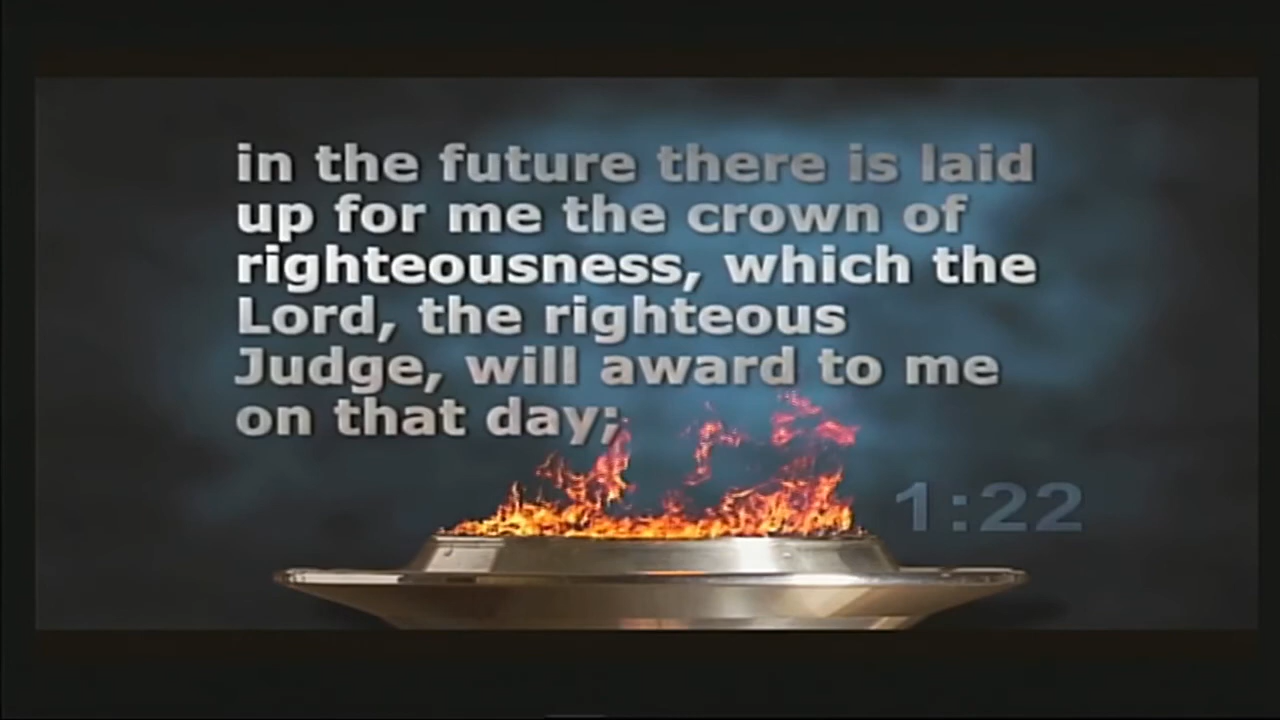 in the future there is laid
up for me the crown of
righteousness, which the
Lord, the righteous
Judge, will award to me
on that day;
1:22